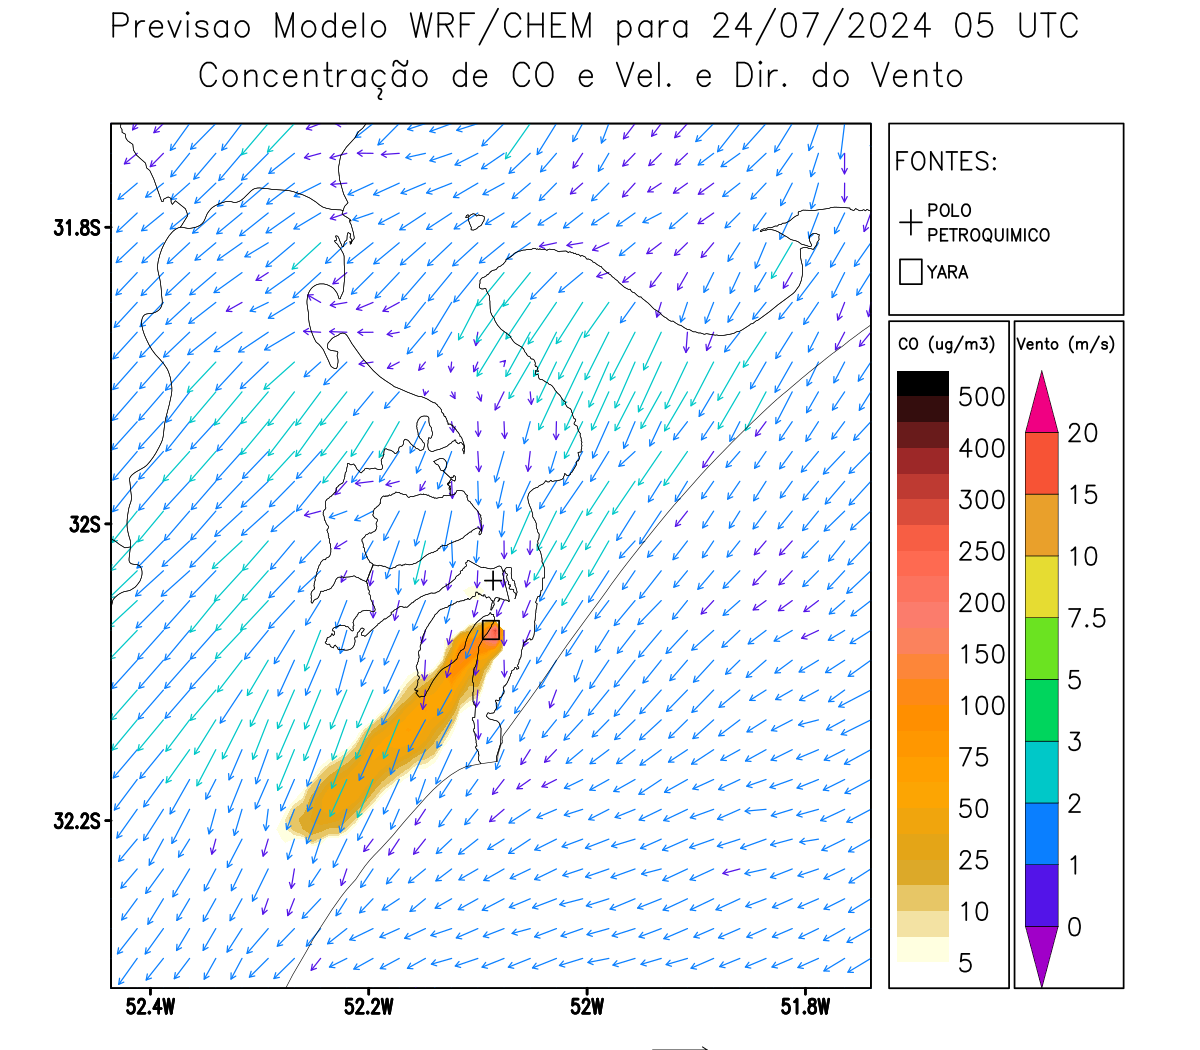 Previsao Modelo WRF/CHEM para 24/07/2024 05 UTC
Concentração de CO e Vel. e Dir. do Vento
FONTES:
POLO
PETROQUIMICO
YARA
CO (ug/m3)
500
400
300
250
200
150
100
75
50
25
10
5
Vento (m/s)
20
15
10
7.5
5
3
2
1
0
31.8S
32S
32.2S
52.4W
52.2W
52W
51.8W